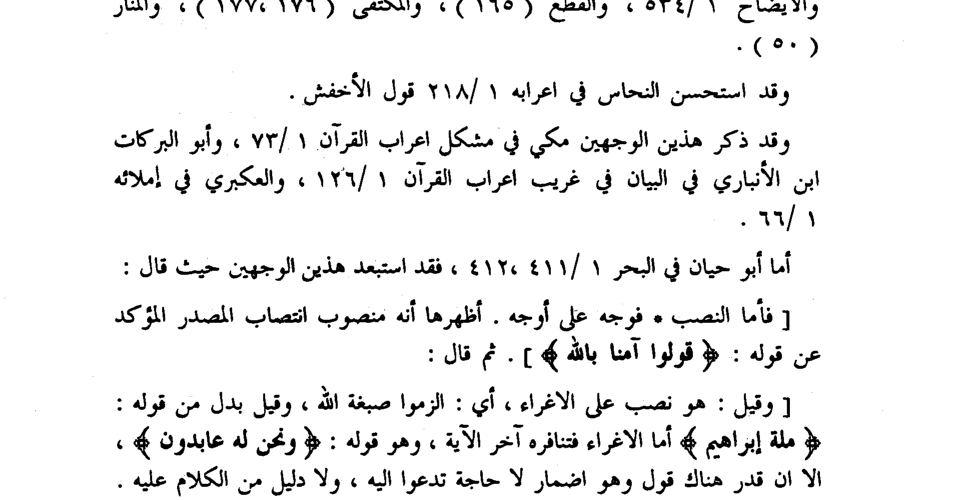 والايضاح ١ /٥٣٤ ، والقطع ( ١٦٥ ) ، والمكتفى ( ١٧٦ ،١٧٧ ) ، والمنار
( ٥٠ ) .
وقد استحسن النحاس في اعرابه ١ /٢١٨ قول الأخفش .
وقد ذكر هذين الوجهين مكي في مشكل اعراب القرآن ١ /٧٣ ، وأبو البركات
ابن الأنباري في البيان في غريب اعراب القرآن ١ /١٢٦ ، والعكبري في إملائه
١ /٦٦ .
أما أبو حيان في البحر ١ /٤١١ ،٤١٢ ، فقد استبعد هذين الوجهين حيث قال :
[ فأما النصب * فوجه على أوجه . أظهرها أنه منصوب انتصاب المصدر المؤكد
عن قوله : ﴿ قولوا آمنا بالله ﴾ ] . ثم قال :
[ وقيل : هو نصب على الاغراء ، أي : الزموا صبغة الله ، وقيل بدل من قوله :
﴿ ملة إبراهيم ﴾ أما الاغراء فتنافره آخر الآية ، وهو قوله : ﴿ ونحن له عابدون ﴾ ،
الا ان قدر هناك قول وهو اضمار لا حاجة تدعوا اليه ، ولا دليل من الكلام عليه .